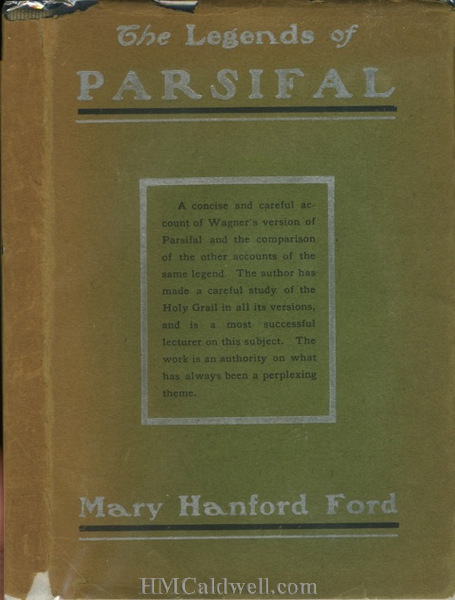 The Legends of
PARSIFAL
A concise and careful ac-
count of Wagner's version of
Parsifal and the comparison
of the other accounts of the
same legend. The author has
made a careful study of the
Holy Grail in all its versions,
and is a most successful
lecturer on this subject. The
work is an authority on what
has always been a perplexing
theme.
Mary Hanford Ford
HMCaldwell.com